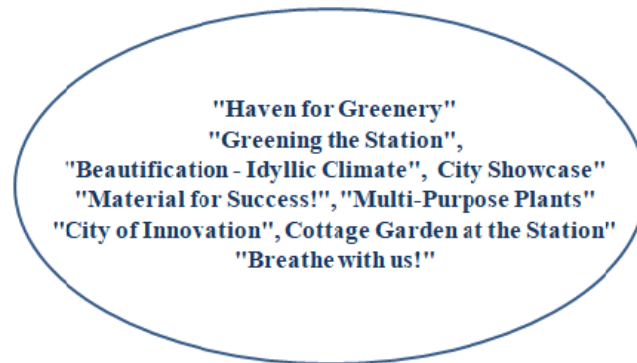 "Haven for Greenery"
"Greening the Station",
"Beautification - Idyllic Climate", City Showcase"
"Material for Success!", "Multi-Purpose Plants"
"City of Innovation", Cottage Garden at the Station"
"Breathe with us!"